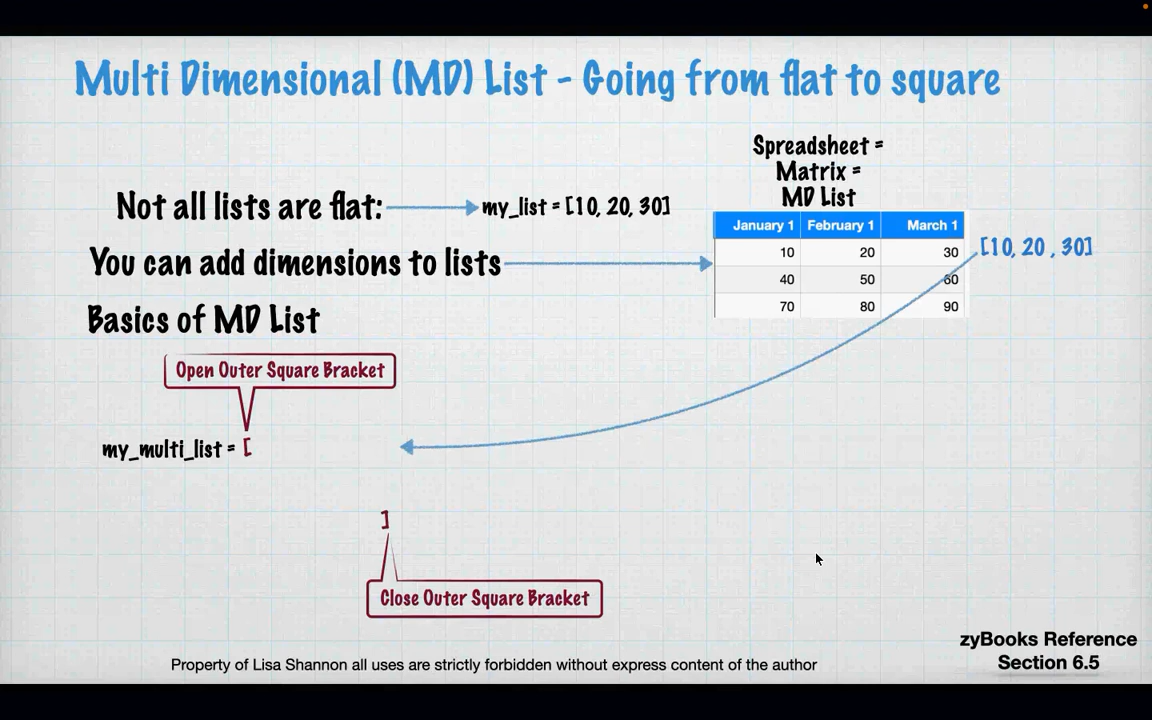 Multi Dimensional (MD) List - Going from flat to square
Spreadsheet =
Matrix =
MD List
Not all lists are flat:
my_list = [10, 20, 30]
January 1 February 1 March 1
10 20 30
40 50 60
70 80 90
[10, 20 , 30]
You can add dimensions to lists
Basics of MD List
Open Outer Square Bracket
my_multi_list = [
]
Close Outer Square Bracket
zyBooks Reference
Section 6.5
Property of Lisa Shannon all uses are strictly forbidden without express content of the author